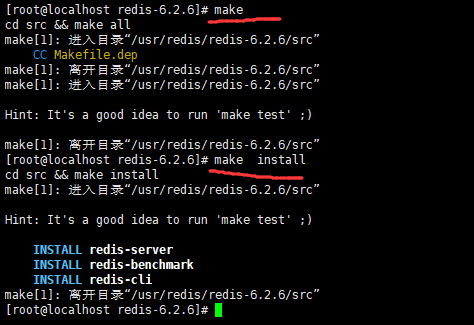 [root@localhost redis-6.2.6]# make
cd src && make all
make[1]: 进入目录“/usr/redis/redis-6.2.6/src”
    CC Makefile.dep
make[1]: 离开目录“/usr/redis/redis-6.2.6/src”
make[1]: 进入目录“/usr/redis/redis-6.2.6/src”
Hint: It's a good idea to run 'make test' ;)
make[1]: 离开目录“/usr/redis/redis-6.2.6/src”
[root@localhost redis-6.2.6]# make  install
cd src && make install
make[1]: 进入目录“/usr/redis/redis-6.2.6/src”
Hint: It's a good idea to run 'make test' ;)
    INSTALL redis-server
    INSTALL redis-benchmark
    INSTALL redis-cli
make[1]: 离开目录“/usr/redis/redis-6.2.6/src”
[root@localhost redis-6.2.6]#